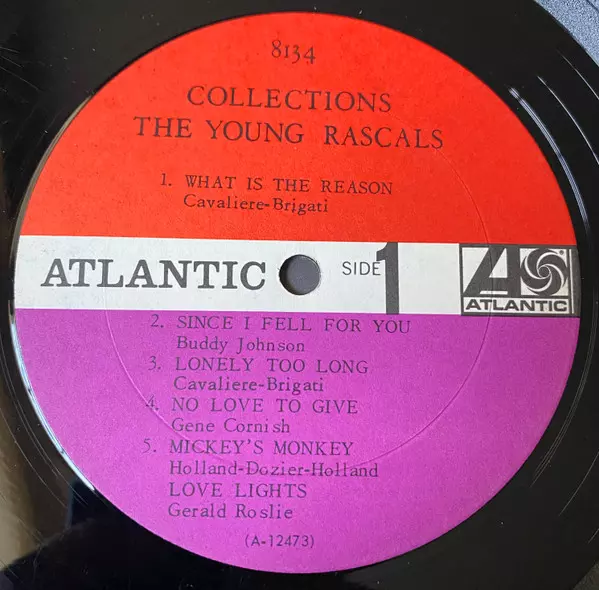 8134
COLLECTIONS
THE YOUNG RASCALS
1. WHAT IS THE REASON
Cavaliere-Brigati
ATLANTIC
SIDE 1
ATLANTIC
2. SINCE I FELL FOR YOU
Buddy Johnson
3. LONELY TOO LONG
Cavaliere-Brigati
4. NO LOVE TO GIVE
Gene Cornish
5. MICKEY'S MONKEY
Holland-Dozier-Holland
LOVE LIGHTS
Gerald Roslie
(A-12473)